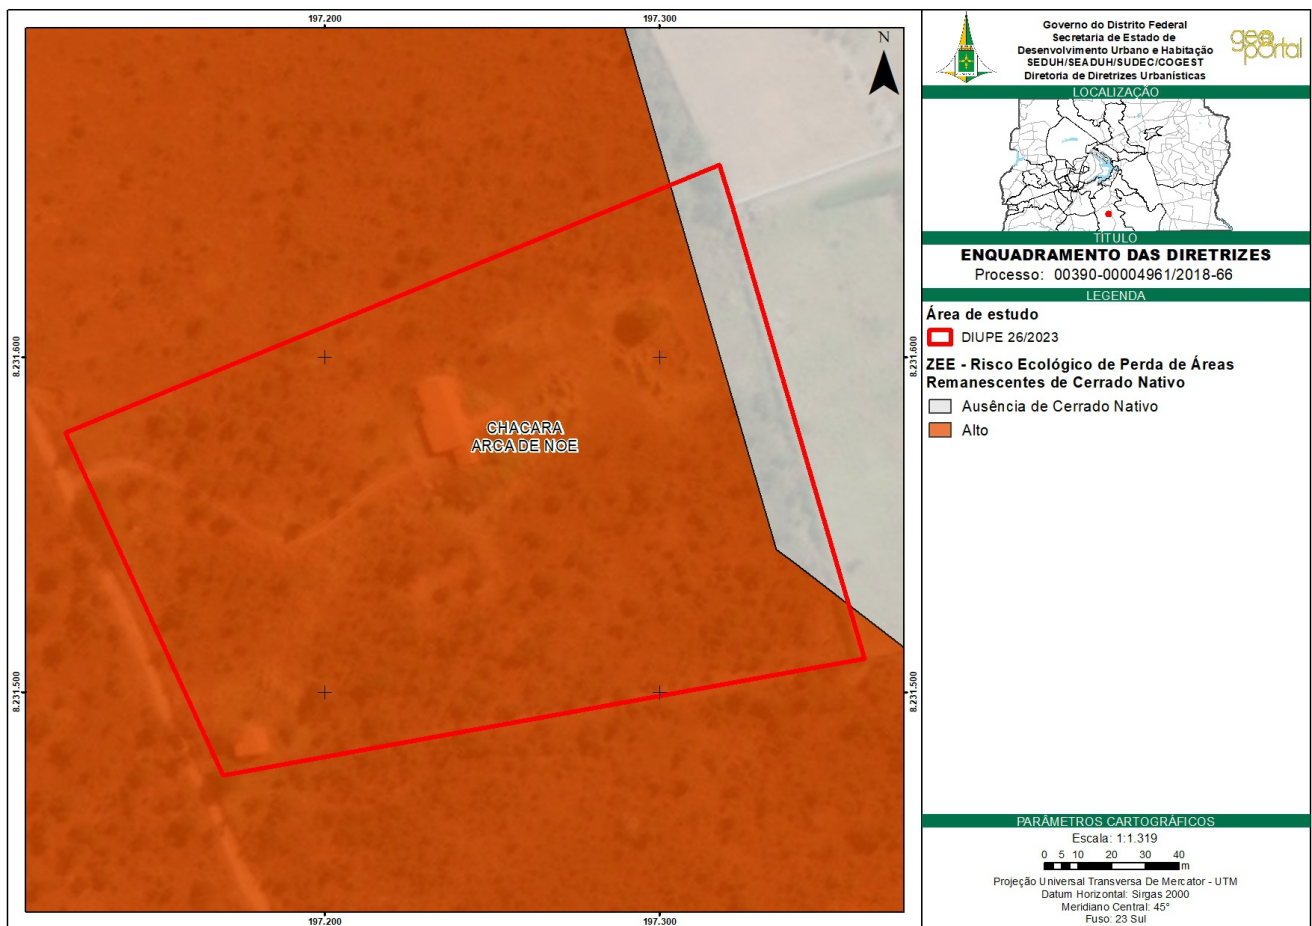 197.200
197.300
8.231.600
8.231.500
N
CHACARA
ARCA DE NOE
8.231.600
8.231.500
197.200
197.300
Governo do Distrito Federal
Secretaria de Estado de
Desenvolvimento Urbano e Habitação
SEDUH/SEADUH/SUDEC/COGEST
Diretoria de Diretrizes Urbanísticas
geo
portal
LOCALIZAÇÃO
TÍTULO
ENQUADRAMENTO DAS DIRETRIZES
Processo: 00390-00004961/2018-66
LEGENDA
Área de estudo
DIUPE 26/2023
ZEE - Risco Ecológico de Perda de Áreas
Remanescentes de Cerrado Nativo
Ausência de Cerrado Nativo
Alto
PARÂMETROS CARTOGRÁFICOS
Escala: 1:1.319
0 5 10 20 30 40
m
Projeção Universal Transversa De Mercator - UTM
Datum Horizontal: Sirgas 2000
Meridiano Central: 45°
Fuso: 23 Sul